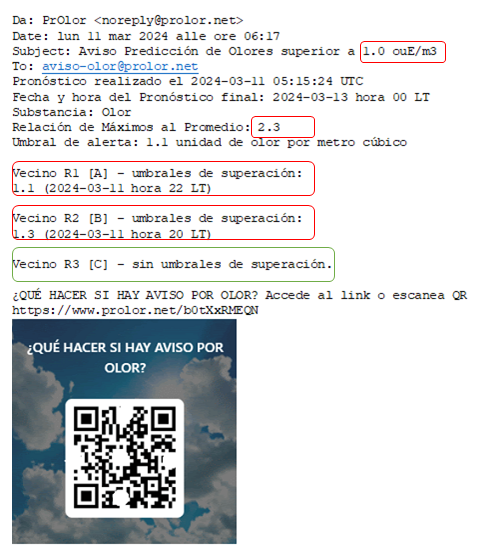 Da: PrOlor <noreply@prolor.net>
Date: lun 11 mar 2024 alle ore 06:17
Subject: Aviso Predicción de Olores superior a 1.0 ouE/m3
To: aviso-olor@prolor.net
Pronóstico realizado el 2024-03-11 05:15:24 UTC
Fecha y hora del Pronóstico final: 2024-03-13 hora 00 LT
Substancia: Olor
Relación de Máximos al Promedio: 2.3
Umbral de alerta: 1.1 unidad de olor por metro cúbico
Vecino R1 [A] - umbrales de superación:
1.1 (2024-03-11 hora 22 LT)
Vecino R2 [B] - umbrales de superación:
1.3 (2024-03-11 hora 20 LT)
Vecino R3 [C] - sin umbrales de superación.
¿QUÉ HACER SI HAY AVISO POR OLOR? Accede al link o escanea QR
https://www.prolor.net/b0tXxRMEQN
¿QUÉ HACER SI HAY AVISO POR
OLOR?